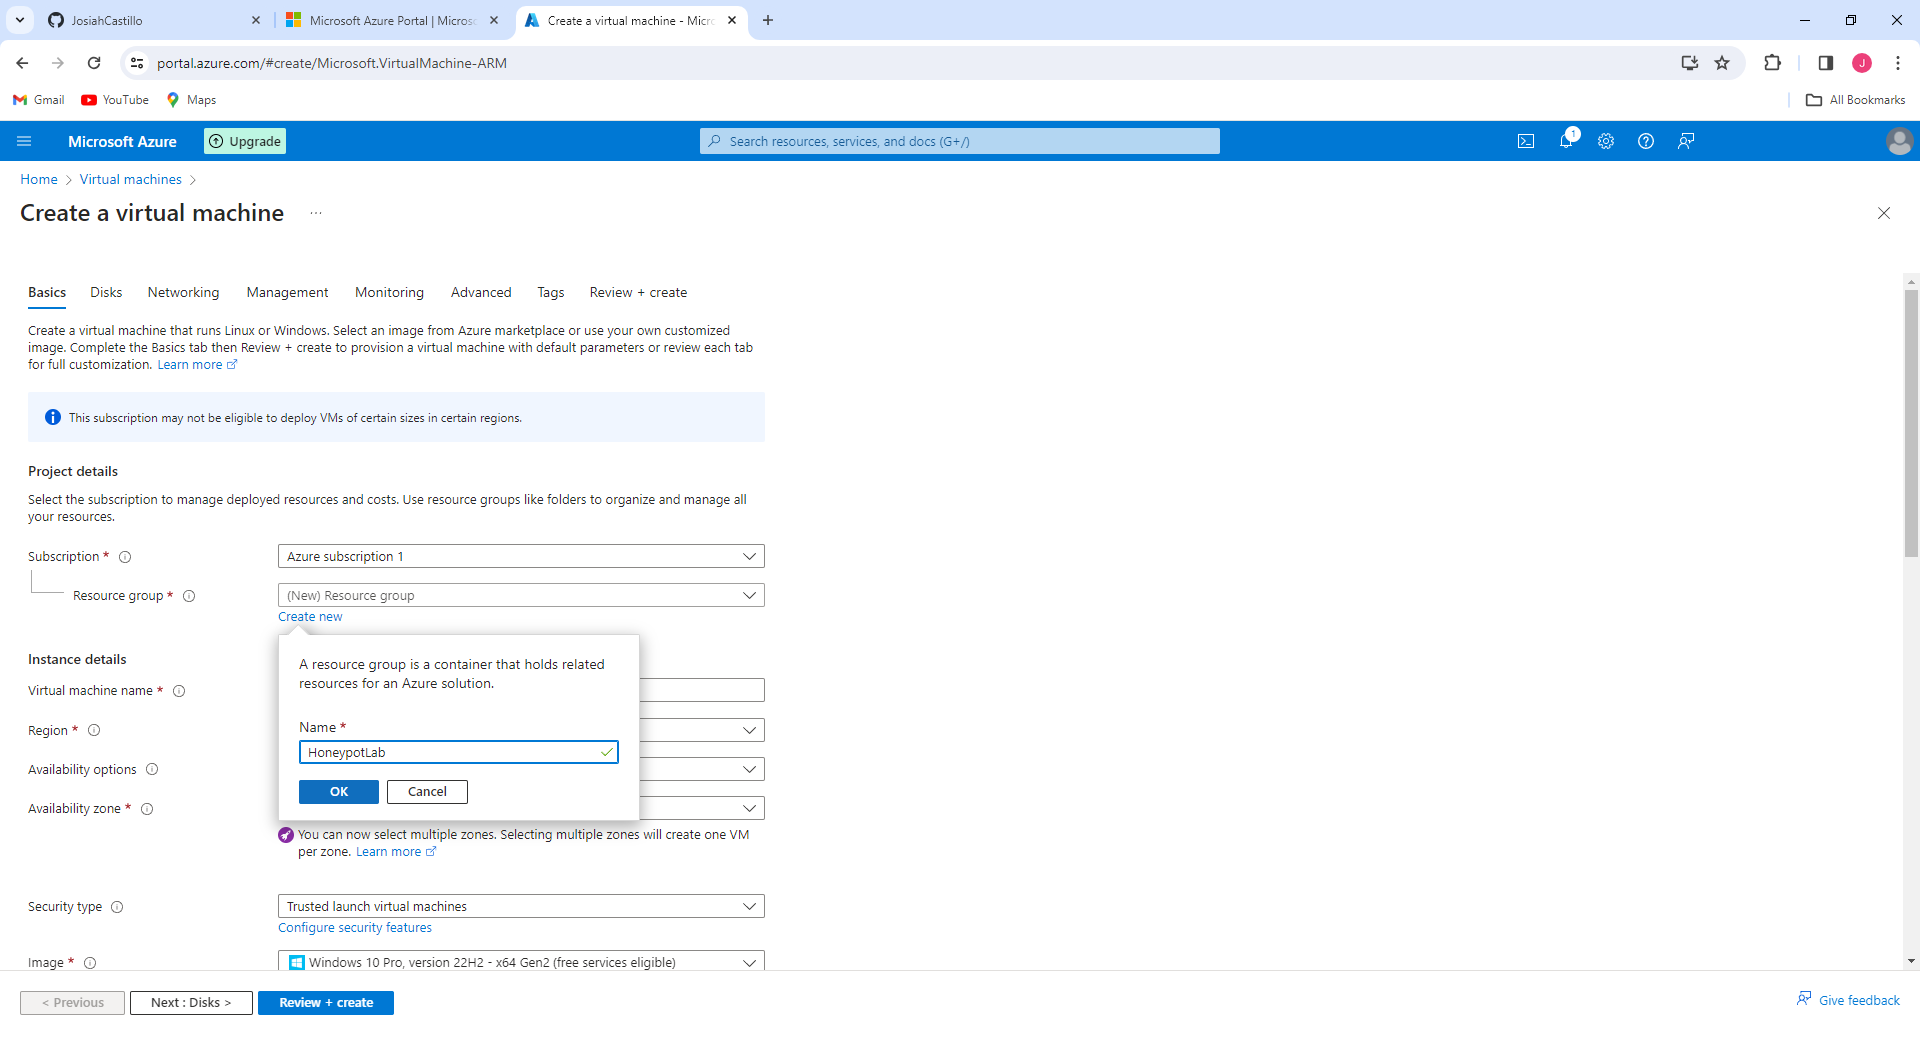 JosiahCastillo
Microsoft Azure Portal | Micros
Create a virtual machine - Micr
portal.azure.com/#create/Microsoft.VirtualMachine-ARM
J
Gmail
YouTube
Maps
All Bookmarks
Microsoft Azure
Upgrade
Search resources, services, and docs (G+/)
1
Home > Virtual machines >
Create a virtual machine ...
Basics Disks Networking Management Monitoring Advanced Tags Review + create
Create a virtual machine that runs Linux or Windows. Select an image from Azure marketplace or use your own customized
image. Complete the Basics tab then Review + create to provision a virtual machine with default parameters or review each tab
for full customization. Learn more
This subscription may not be eligible to deploy VMs of certain sizes in certain regions.
Project details
Select the subscription to manage deployed resources and costs. Use resource groups like folders to organize and manage all
your resources.
Subscription *
Azure subscription 1
Resource group *
(New) Resource group
Create new
A resource group is a container that holds related
resources for an Azure solution.
Name *
HoneypotLab
OK
Cancel
Instance details
Virtual machine name *
Region *
Availability options
Availability zone *
You can now select multiple zones. Selecting multiple zones will create one VM
per zone. Learn more
Security type
Trusted launch virtual machines
Configure security features
Image *
Windows 10 Pro, version 22H2 - x64 Gen2 (free services eligible)
< Previous
Next : Disks >
Review + create
Give feedback